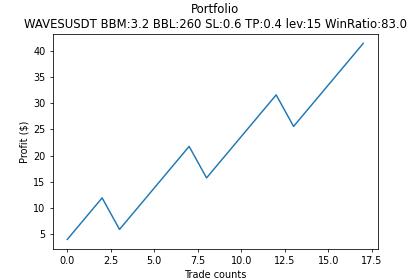 Portfolio
WAVESUSDT BBM:3.2 BBL:260 SL:0.6 TP:0.4 lev:15 WinRatio:83.0
40
35
30
25
20
15
10
5
Profit ($)
0.0 2.5 5.0 7.5 10.0 12.5 15.0 17.5
Trade counts